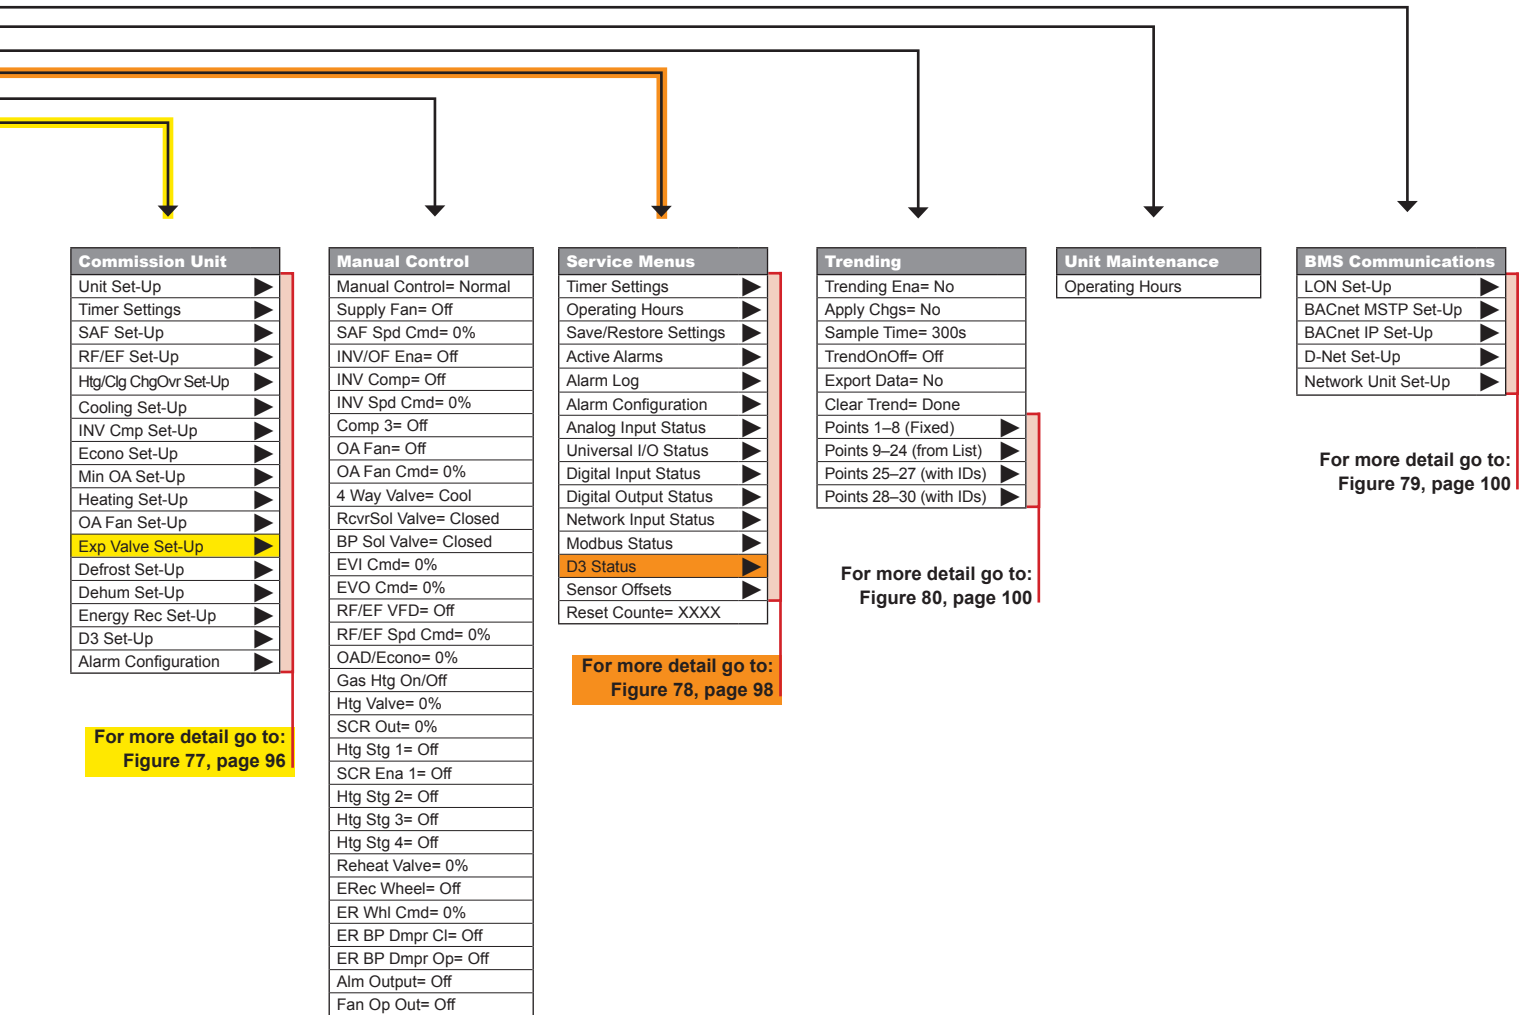 Commission Unit
Unit Set-Up
Timer Settings
SAF Set-Up
RF/EF Set-Up
Htg/Clg ChgOvr Set-Up
Cooling Set-Up
INV Cmp Set-Up
Econo Set-Up
Min OA Set-Up
Heating Set-Up
OA Fan Set-Up
Exp Valve Set-Up
Defrost Set-Up
Dehum Set-Up
Energy Rec Set-Up
D3 Set-Up
Alarm Configuration
For more detail go to:
Figure 77, page 96
Manual Control
Manual Control= Normal
Supply Fan= Off
SAF Spd Cmd= 0%
INV/OF Ena= Off
INV Comp= Off
INV Spd Cmd= 0%
Comp 3= Off
OA Fan= Off
OA Fan Cmd= 0%
4 Way Valve= Cool
RcvrSol Valve= Closed
BP Sol Valve= Closed
EVI Cmd= 0%
EVO Cmd= 0%
RF/EF VFD= Off
RF/EF Spd Cmd= 0%
OAD/Econo= 0%
Gas Htg On/Off
Htg Valve= 0%
SCR Out= 0%
Htg Stg 1= Off
SCR Ena 1= Off
Htg Stg 2= Off
Htg Stg 3= Off
Htg Stg 4= Off
Reheat Valve= 0%
ERec Wheel= Off
ER Whl Cmd= 0%
ER BP Dmpr Cl= Off
ER BP Dmpr Op= Off
Alm Output= Off
Fan Op Out= Off
Service Menus
Timer Settings
Operating Hours
Save/Restore Settings
Active Alarms
Alarm Log
Alarm Configuration
Analog Input Status
Universal I/O Status
Digital Input Status
Digital Output Status
Network Input Status
Modbus Status
D3 Status
Sensor Offsets
Reset Counte= XXXX
For more detail go to:
Figure 78, page 98
Trending
Trending Ena= No
Apply Chgs= No
Sample Time= 300s
TrendOnOff= Off
Export Data= No
Clear Trend= Done
Points 1–8 (Fixed)
Points 9–24 (from List)
Points 25–27 (with IDs)
Points 28–30 (with IDs)
For more detail go to:
Figure 80, page 100
Unit Maintenance
Operating Hours
BMS Communications
LON Set-Up
BACnet MSTP Set-Up
BACnet IP Set-Up
D-Net Set-Up
Network Unit Set-Up
For more detail go to:
Figure 79, page 100